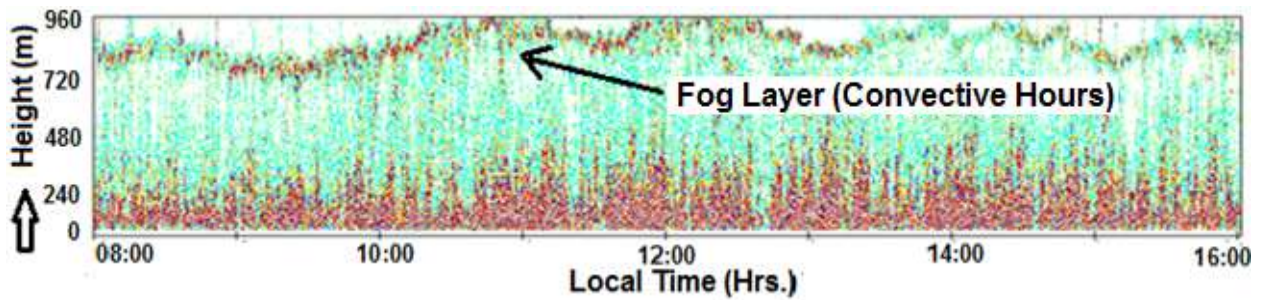 960
720
480
240
0
Height (m)
Fog Layer (Convective Hours)
08:00 10:00 12:00 14:00 16:00
Local Time (Hrs.)